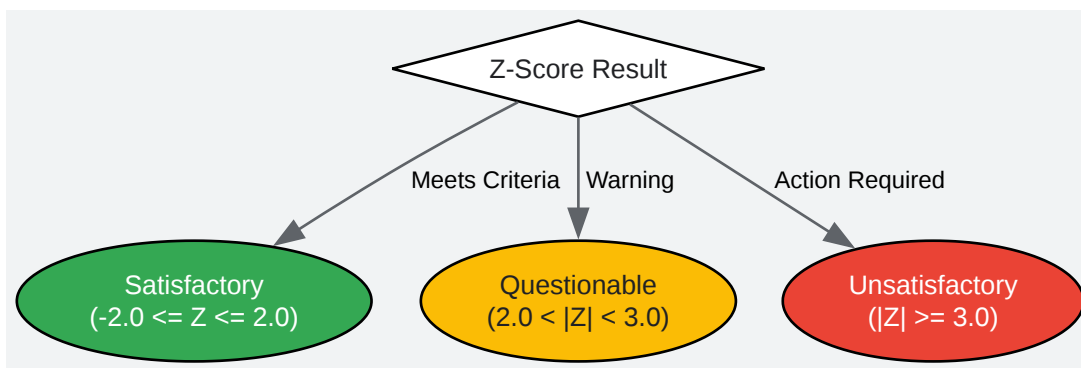 Z-Score Result
Meets Criteria
Warning
Action Required
Satisfactory
(-2.0 <= Z <= 2.0)
Questionable
(2.0 < |Z| < 3.0)
Unsatisfactory
(|Z| >= 3.0)